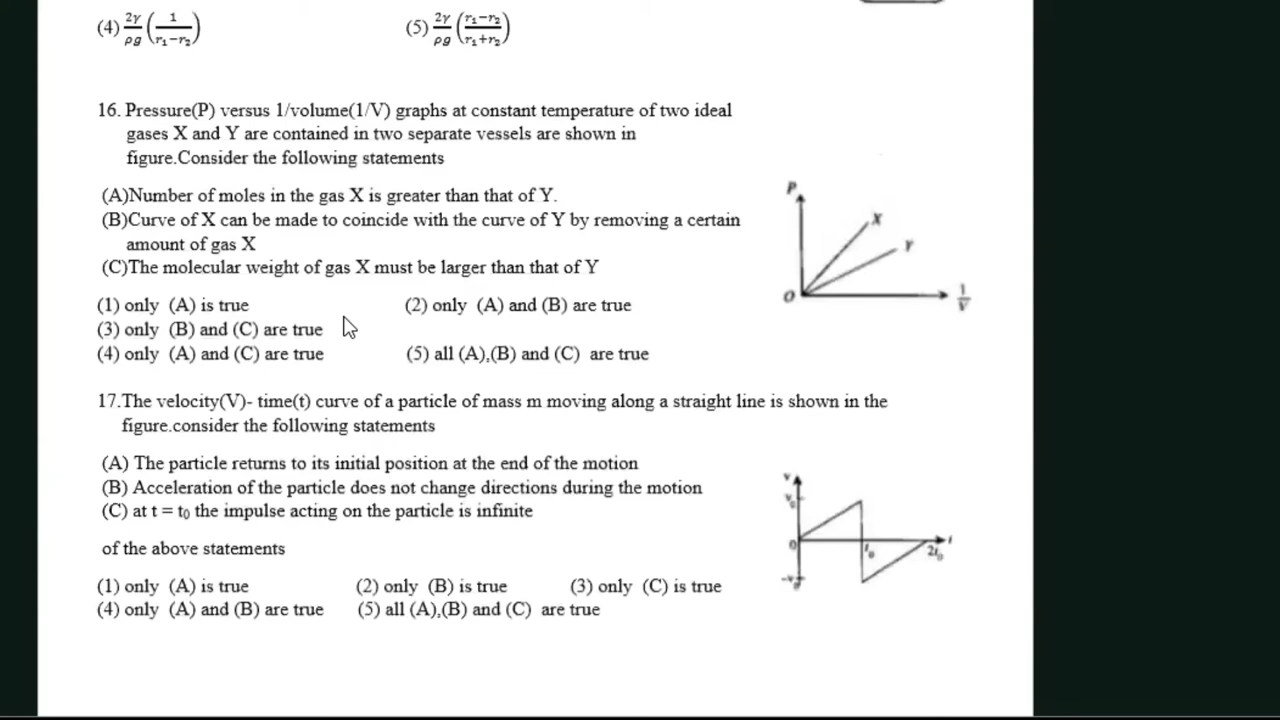 (4) 2γ/ρg (1/r₁−r₂) (5) 2γ/ρg (r₁−r₂/r₁+r₂)
16. Pressure(P) versus 1/volume(1/V) graphs at constant temperature of two ideal
gases X and Y are contained in two separate vessels are shown in
figure.Consider the following statements
(A)Number of moles in the gas X is greater than that of Y.
(B)Curve of X can be made to coincide with the curve of Y by removing a certain
amount of gas X
(C)The molecular weight of gas X must be larger than that of Y
(1) only (A) is true (2) only (A) and (B) are true
(3) only (B) and (C) are true
(4) only (A) and (C) are true (5) all (A),(B) and (C) are true
P
X
Y
O 1/V
17.The velocity(V)- time(t) curve of a particle of mass m moving along a straight line is shown in the
figure.consider the following statements
(A) The particle returns to its initial position at the end of the motion
(B) Acceleration of the particle does not change directions during the motion
(C) at t = t₀ the impulse acting on the particle is infinite
of the above statements
(1) only (A) is true (2) only (B) is true (3) only (C) is true
(4) only (A) and (B) are true (5) all (A),(B) and (C) are true
v
v₀
0 t₀ 2t₀ t
-v₀